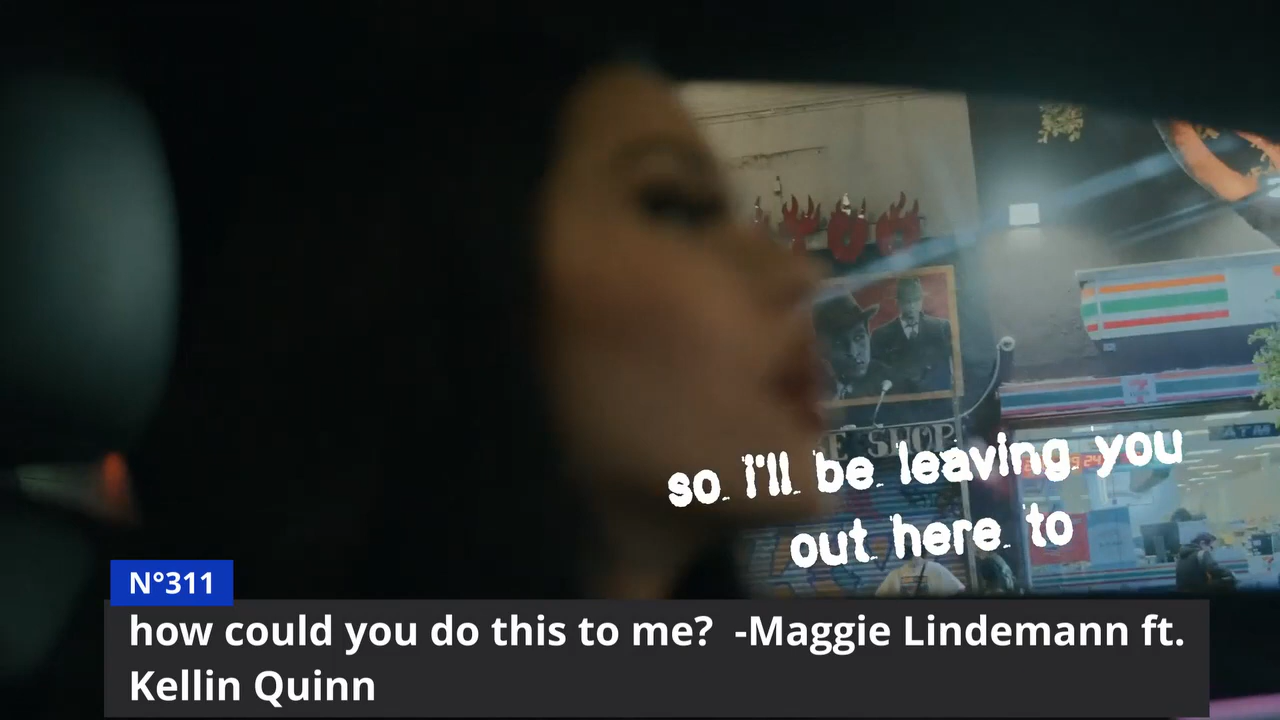 SHOP
so. I'll. be. leaving. you
out. here. to
N°311
how could you do this to me?  -Maggie Lindemann ft.
Kellin Quinn